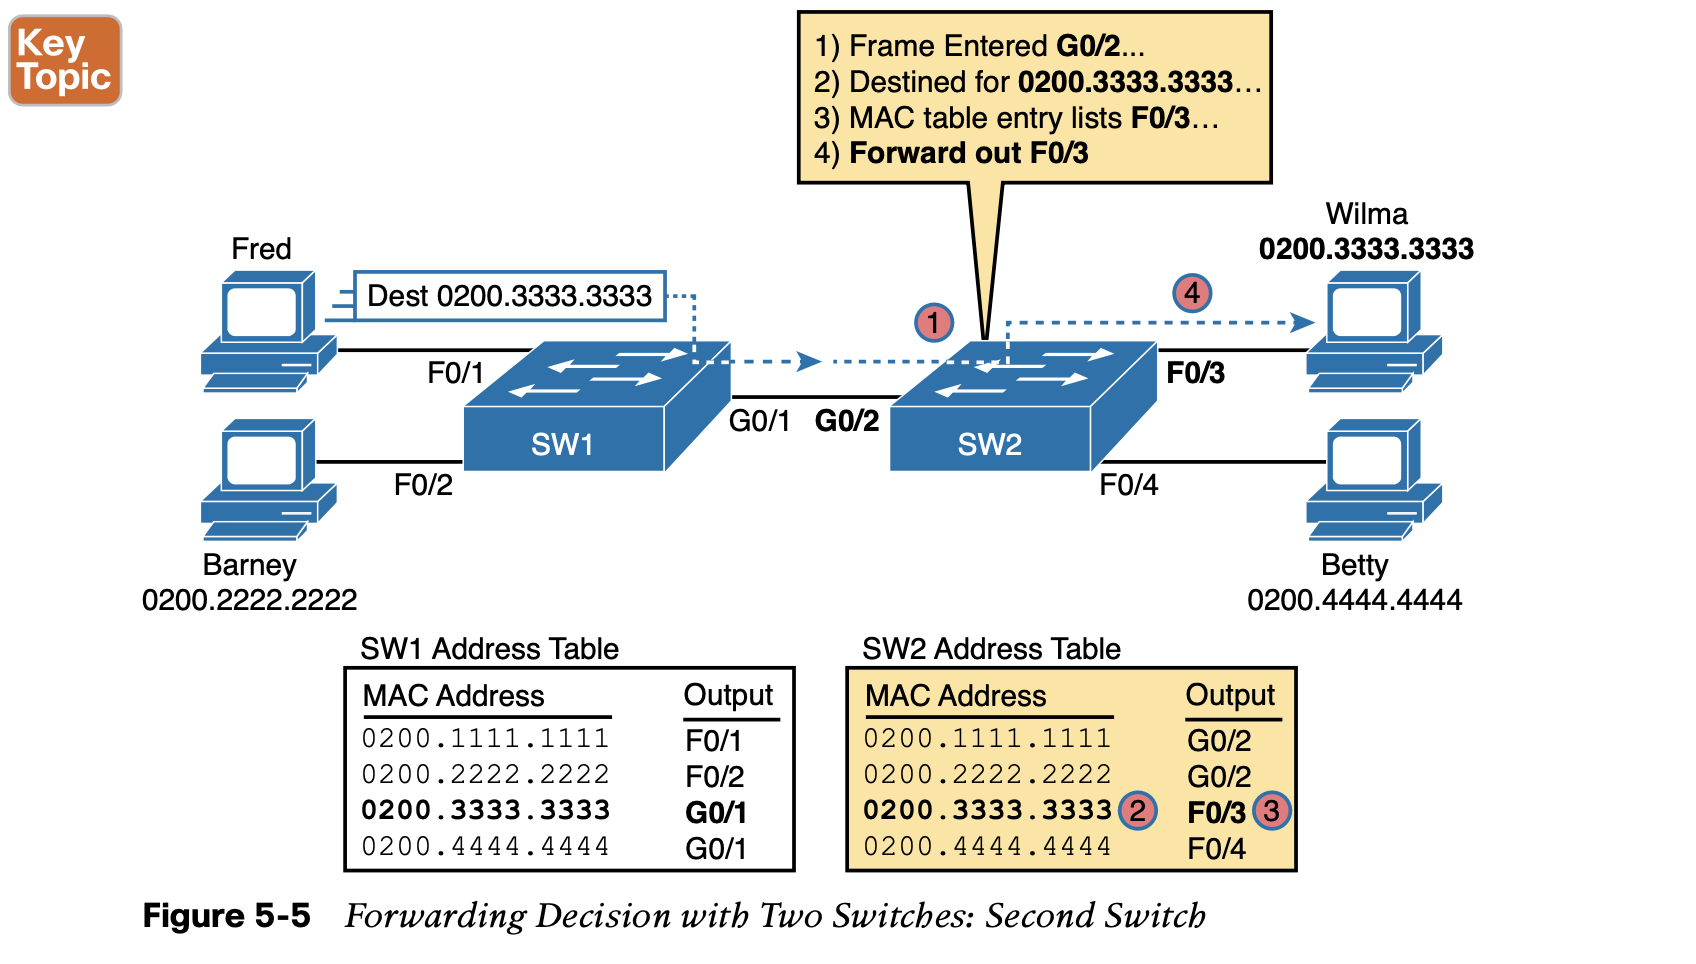 Key
Topic
1) Frame Entered G0/2...
2) Destined for 0200.3333.3333...
3) MAC table entry lists F0/3...
4) Forward out F0/3
Wilma
0200.3333.3333
Fred
Dest 0200.3333.3333
1
4
F0/1
F0/3
G0/1 G0/2
SW1
SW2
F0/2
F0/4
Barney
0200.2222.2222
Betty
0200.4444.4444
SW1 Address Table
MAC Address Output
0200.1111.1111 F0/1
0200.2222.2222 F0/2
0200.3333.3333 G0/1
0200.4444.4444 G0/1
SW2 Address Table
MAC Address Output
0200.1111.1111 G0/2
0200.2222.2222 G0/2
0200.3333.3333 2 F0/3 3
0200.4444.4444 F0/4
Figure 5-5 Forwarding Decision with Two Switches: Second Switch